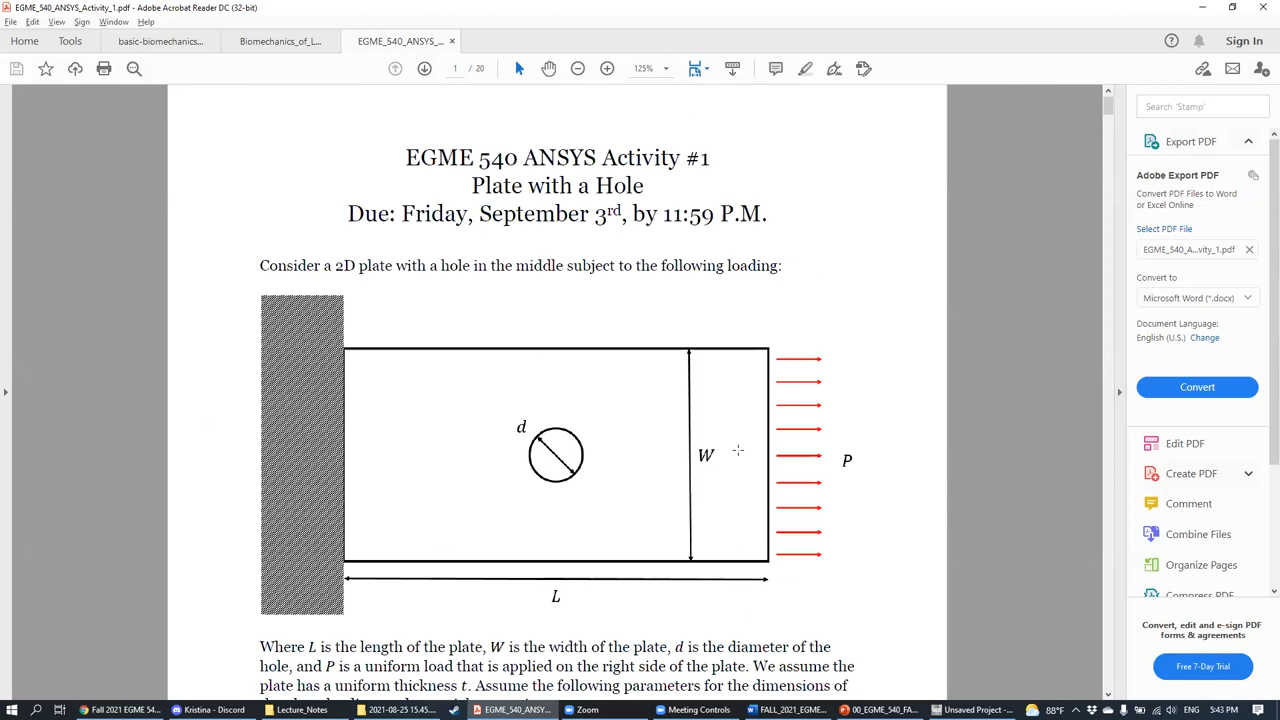 EGME_540_ANSYS_Activity_1.pdf - Adobe Acrobat Reader DC (32-bit)
File Edit View Sign Window Help
Home Tools basic-biomechanics... Biomechanics_of_L... EGME_540_ANSYS_... × Sign In
1 / 20 125%
EGME 540 ANSYS Activity #1
Plate with a Hole
Due: Friday, September 3rd, by 11:59 P.M.
Consider a 2D plate with a hole in the middle subject to the following loading:
d
W
P
L
Where L is the length of the plate, W is the width of the plate, d is the diameter of the
hole, and P is a uniform load that is applied on the right side of the plate. We assume the
plate has a uniform thickness t. Assume the following parameters for the dimensions of
Search 'Stamp'
Export PDF
Adobe Export PDF
Convert PDF Files to Word
or Excel Online
Select PDF File
EGME_540_A...vity_1.pdf
Convert to
Microsoft Word (*.docx)
Document Language:
English (U.S.) Change
Convert
Edit PDF
Create PDF
Comment
Combine Files
Organize Pages
Compress PDF
Convert, edit and e-sign PDF
forms & agreements
Free 7-Day Trial
Fall 2021 EGME 54... Kristina - Discord Lecture_Notes 2021-08-25 15.45.... EGME_540_ANSYS_... Zoom Meeting Controls FALL_2021_EGME... 00_EGME_540_FA... Unsaved Project -... 88°F 5:43 PM